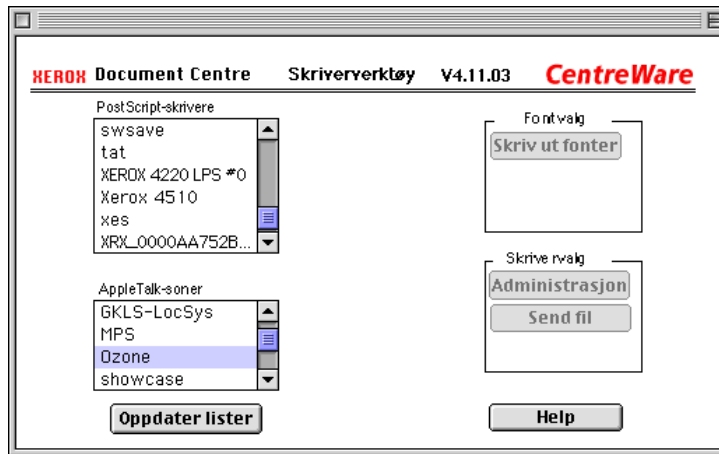 XEROX Document Centre Skriververktøy V4.11.03 CentreWare
PostScript-skrivere
swsave
tat
XEROX 4220 LPS #0
Xerox 4510
xes
XRX_0000AA752B...
AppleTalk-soner
GKLS-LocSys
MPS
Ozone
showcase
Oppdater lister
Fontvalg
Skriv ut fonter
Skrivervalg
Administrasjon
Send fil
Help